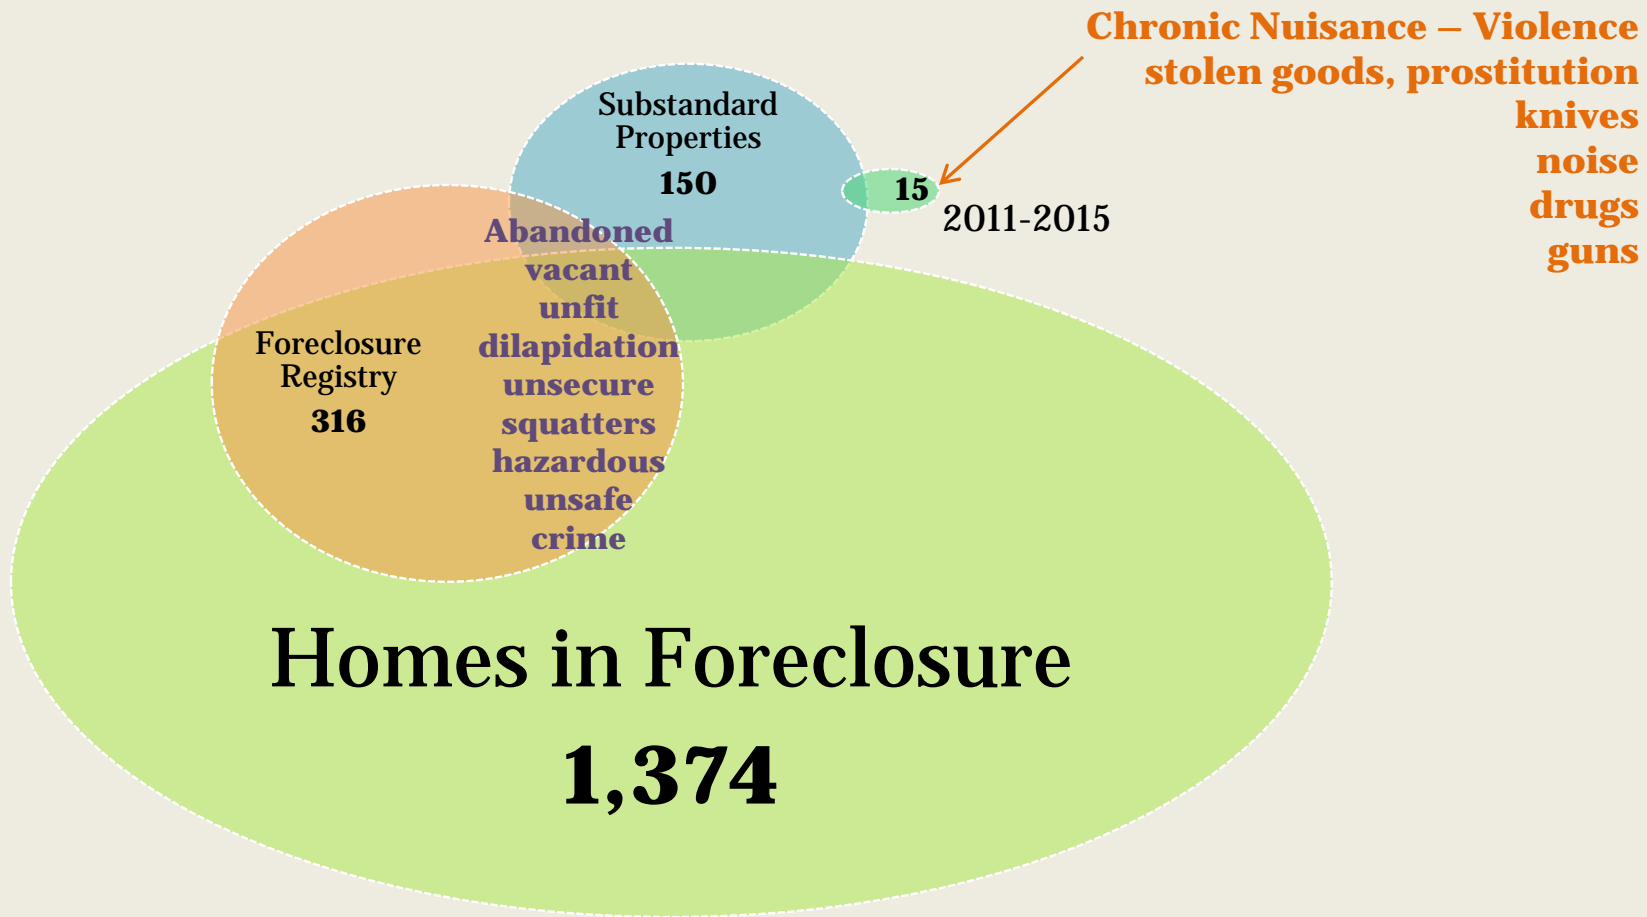 Chronic Nuisance – Violence
stolen goods, prostitution
knives
noise
drugs
guns
Substandard
Properties
150
15
2011-2015
Abandoned
vacant
unfit
dilapidation
unsecure
squatters
hazardous
unsafe
crime
Foreclosure
Registry
316
Homes in Foreclosure
1,374